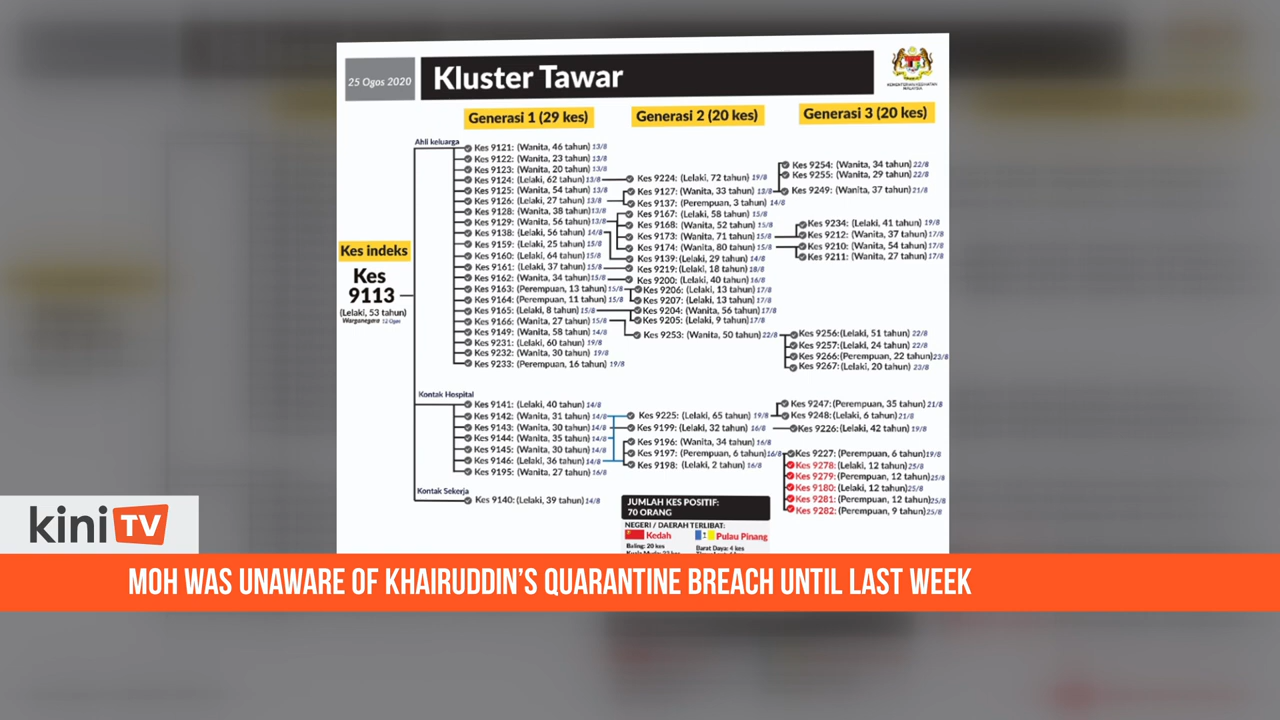 25 Ogos 2020
Kluster Tawar
KEMENTERIAN KESIHATAN
MALAYSIA
Generasi 1 (29 kes)
Generasi 2 (20 kes)
Generasi 3 (20 kes)
Kes indeks
Kes
9113
(Lelaki, 53 tahun)
Warganegara 12 Ogos
Ahli keluarga
Kes 9121: (Wanita, 46 tahun) 13/8
Kes 9122: (Wanita, 23 tahun) 13/8
Kes 9123: (Wanita, 20 tahun) 13/8
Kes 9124: (Lelaki, 62 tahun) 13/8
Kes 9125: (Wanita, 54 tahun) 13/8
Kes 9126: (Lelaki, 27 tahun) 13/8
Kes 9128: (Wanita, 38 tahun) 13/8
Kes 9129: (Wanita, 56 tahun) 13/8
Kes 9138: (Lelaki, 56 tahun) 14/8
Kes 9159: (Lelaki, 25 tahun) 15/8
Kes 9160: (Lelaki, 64 tahun) 15/8
Kes 9161: (Lelaki, 37 tahun) 15/8
Kes 9162: (Wanita, 34 tahun) 15/8
Kes 9163: (Perempuan, 13 tahun) 15/8
Kes 9164: (Perempuan, 11 tahun) 15/8
Kes 9165: (Lelaki, 8 tahun) 15/8
Kes 9166: (Wanita, 27 tahun) 15/8
Kes 9149: (Wanita, 58 tahun) 14/8
Kes 9231: (Lelaki, 60 tahun) 19/8
Kes 9232: (Wanita, 30 tahun) 19/8
Kes 9233: (Perempuan, 16 tahun) 19/8
Kontak Hospital
Kes 9141: (Lelaki, 40 tahun) 14/8
Kes 9142: (Wanita, 31 tahun) 14/8
Kes 9143: (Wanita, 30 tahun) 14/8
Kes 9144: (Wanita, 35 tahun) 14/8
Kes 9145: (Wanita, 30 tahun) 14/8
Kes 9146: (Lelaki, 36 tahun) 14/8
Kes 9195: (Wanita, 27 tahun) 16/8
Kontak Sekerja
Kes 9140: (Lelaki, 39 tahun) 14/8
Kes 9224: (Lelaki, 72 tahun) 19/8
Kes 9127: (Wanita, 33 tahun) 13/8
Kes 9137: (Perempuan, 3 tahun) 14/8
Kes 9167: (Lelaki, 58 tahun) 15/8
Kes 9168: (Wanita, 52 tahun) 15/8
Kes 9173: (Wanita, 71 tahun) 15/8
Kes 9174: (Wanita, 80 tahun) 15/8
Kes 9139: (Lelaki, 29 tahun) 14/8
Kes 9219: (Lelaki, 18 tahun) 18/8
Kes 9200: (Lelaki, 40 tahun) 16/8
Kes 9206: (Lelaki, 13 tahun) 17/8
Kes 9207: (Lelaki, 13 tahun) 17/8
Kes 9204: (Wanita, 56 tahun) 17/8
Kes 9205: (Lelaki, 9 tahun) 17/8
Kes 9253: (Wanita, 50 tahun) 22/8
Kes 9225: (Lelaki, 65 tahun) 19/8
Kes 9199: (Lelaki, 32 tahun) 16/8
Kes 9196: (Wanita, 34 tahun) 16/8
Kes 9197: (Perempuan, 6 tahun) 16/8
Kes 9198: (Lelaki, 2 tahun) 16/8
Kes 9254: (Wanita, 34 tahun) 22/8
Kes 9255: (Wanita, 29 tahun) 22/8
Kes 9249: (Wanita, 37 tahun) 21/8
Kes 9234: (Lelaki, 41 tahun) 19/8
Kes 9212: (Wanita, 37 tahun) 17/8
Kes 9210: (Wanita, 54 tahun) 17/8
Kes 9211: (Wanita, 27 tahun) 17/8
Kes 9256: (Lelaki, 51 tahun) 22/8
Kes 9257: (Lelaki, 24 tahun) 22/8
Kes 9266: (Perempuan, 22 tahun) 23/8
Kes 9267: (Lelaki, 20 tahun) 23/8
Kes 9247: (Perempuan, 35 tahun) 21/8
Kes 9248: (Lelaki, 6 tahun) 21/8
Kes 9226: (Lelaki, 42 tahun) 19/8
Kes 9227: (Perempuan, 6 tahun) 19/8
Kes 9278: (Lelaki, 12 tahun) 25/8
Kes 9279: (Perempuan, 12 tahun) 25/8
Kes 9180: (Lelaki, 12 tahun) 25/8
Kes 9281: (Perempuan, 12 tahun) 25/8
Kes 9282: (Perempuan, 9 tahun) 25/8
JUMLAH KES POSITIF:
70 ORANG
NEGERI / DAERAH TERLIBAT:
Kedah
Baling: 20 kes
Pulau Pinang
Barat Daya: 4 kes
kini TV
MOH WAS UNAWARE OF KHAIRUDDIN'S QUARANTINE BREACH UNTIL LAST WEEK